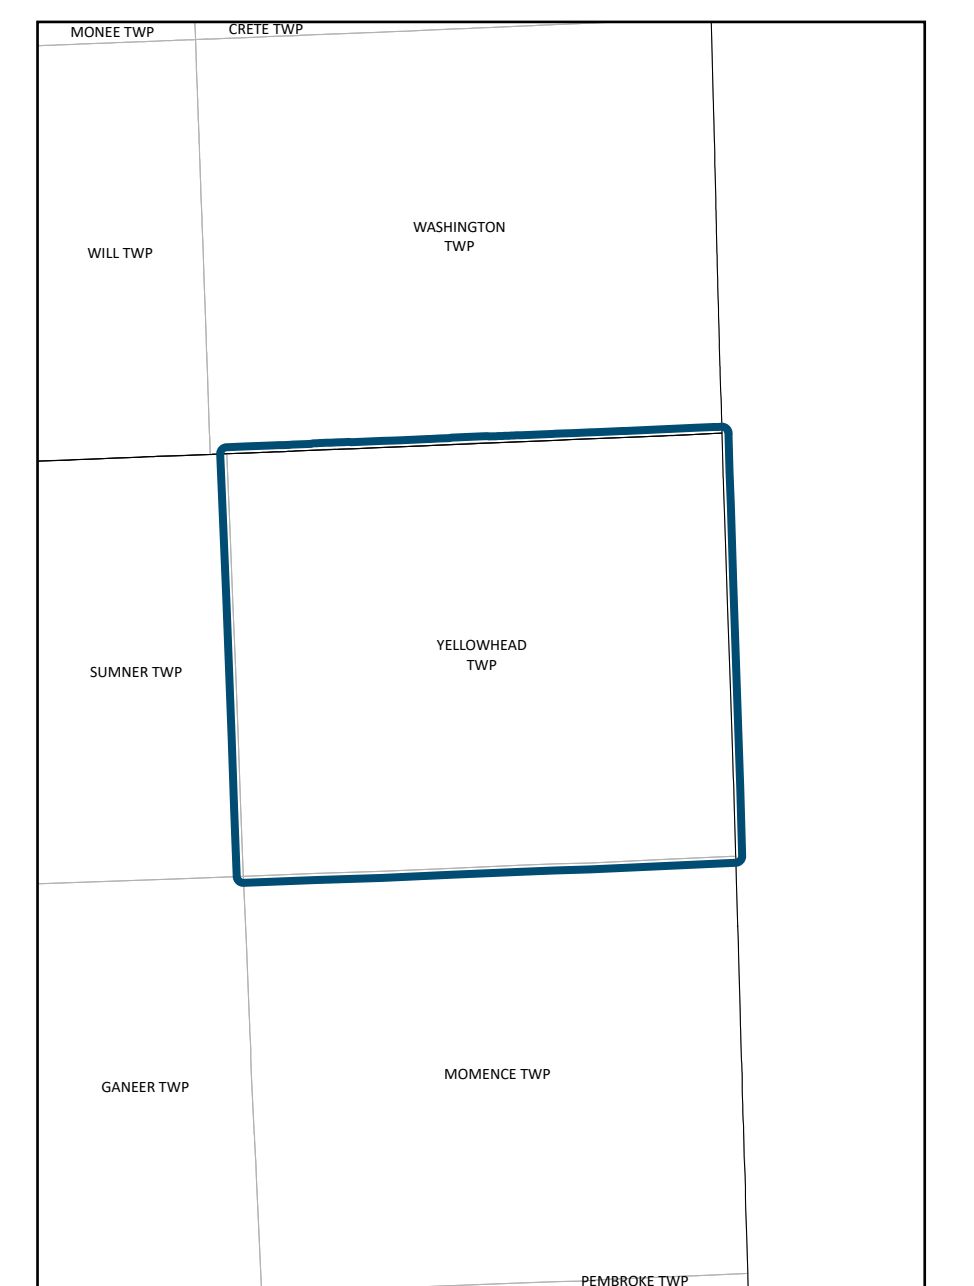 MONEE TWP
CRETE TWP
WASHINGTON
TWP
WILL TWP
YELLOWHEAD
TWP
SUMNER TWP
MOMENCE TWP
GANEER TWP
PEMBROKE TWP